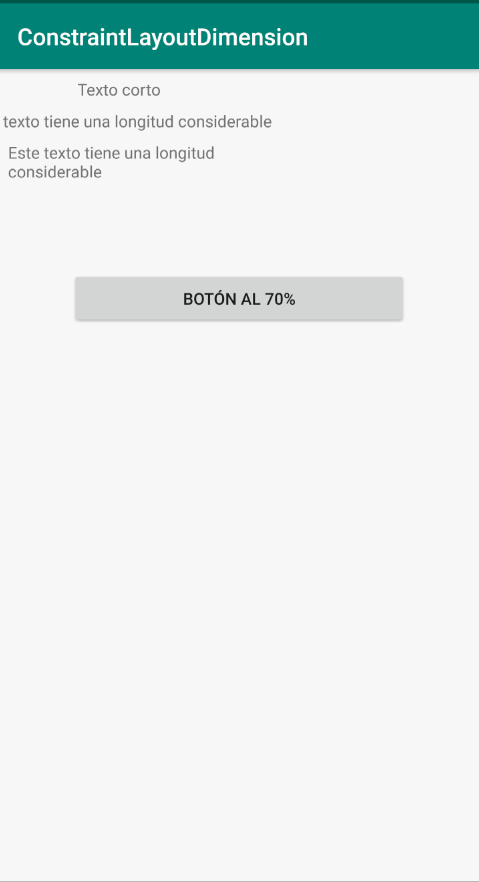 ConstraintLayoutDimension
Texto corto
texto tiene una longitud considerable
Este texto tiene una longitud
considerable
BOTÓN AL 70%